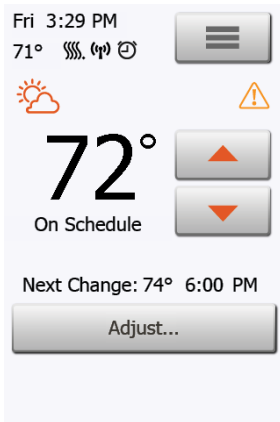 Fri 3:29 PM
71°
72°
On Schedule
Next Change: 74° 6:00 PM
Adjust...